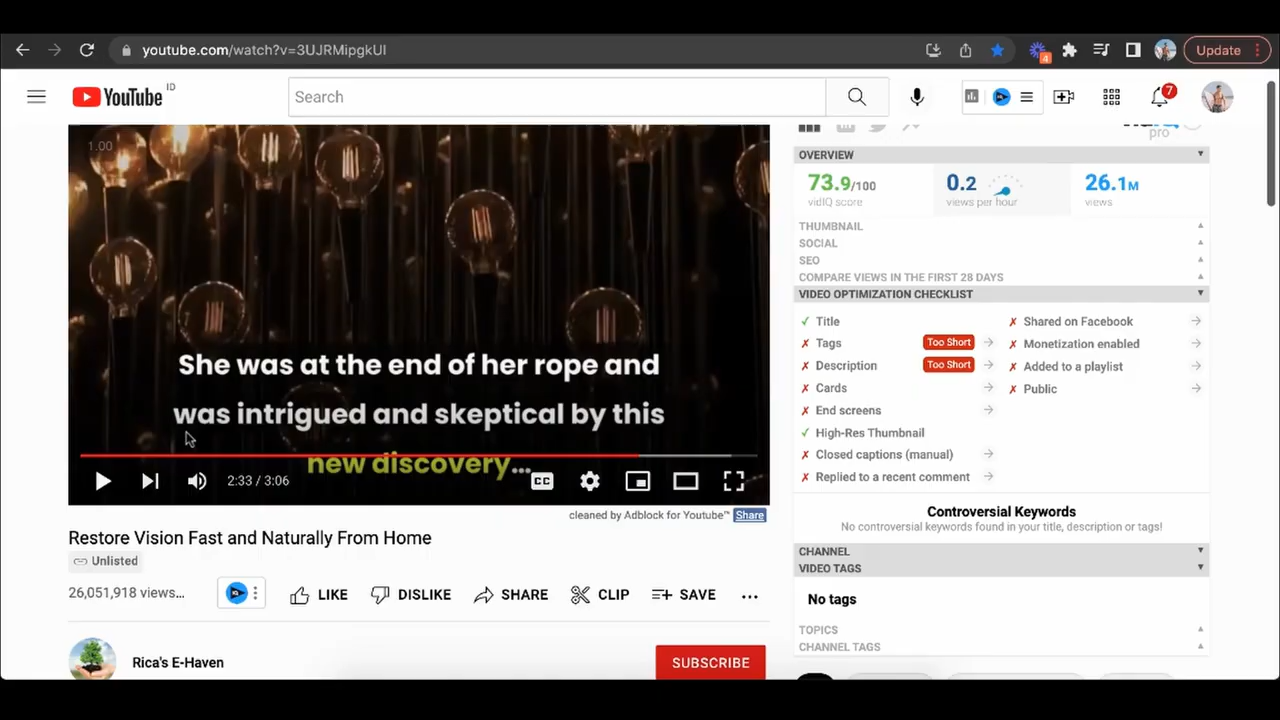 youtube.com/watch?v=3UJRMipgkUI
4
Update
YouTube ID
Search
7
1.00
She was at the end of her rope and
was intrigued and skeptical by this
new discovery...
CC
2:33 / 3:06
cleaned by Adblock for Youtube™ Share
Restore Vision Fast and Naturally From Home
Unlisted
26,051,918 views...
LIKE
DISLIKE
SHARE
CLIP
SAVE
...
Rica's E-Haven
SUBSCRIBE
pro
OVERVIEW
73.9/100
vidIQ score
0.2
views per hour
26.1M
views
THUMBNAIL
SOCIAL
SEO
COMPARE VIEWS IN THE FIRST 28 DAYS
VIDEO OPTIMIZATION CHECKLIST
✓ Title
✗ Tags Too Short
✗ Description Too Short
✗ Cards
✗ End screens
✓ High-Res Thumbnail
✗ Closed captions (manual)
✗ Replied to a recent comment
✗ Shared on Facebook
✗ Monetization enabled
✗ Added to a playlist
✗ Public
Controversial Keywords
No controversial keywords found in your title, description or tags!
CHANNEL
VIDEO TAGS
No tags
TOPICS
CHANNEL TAGS